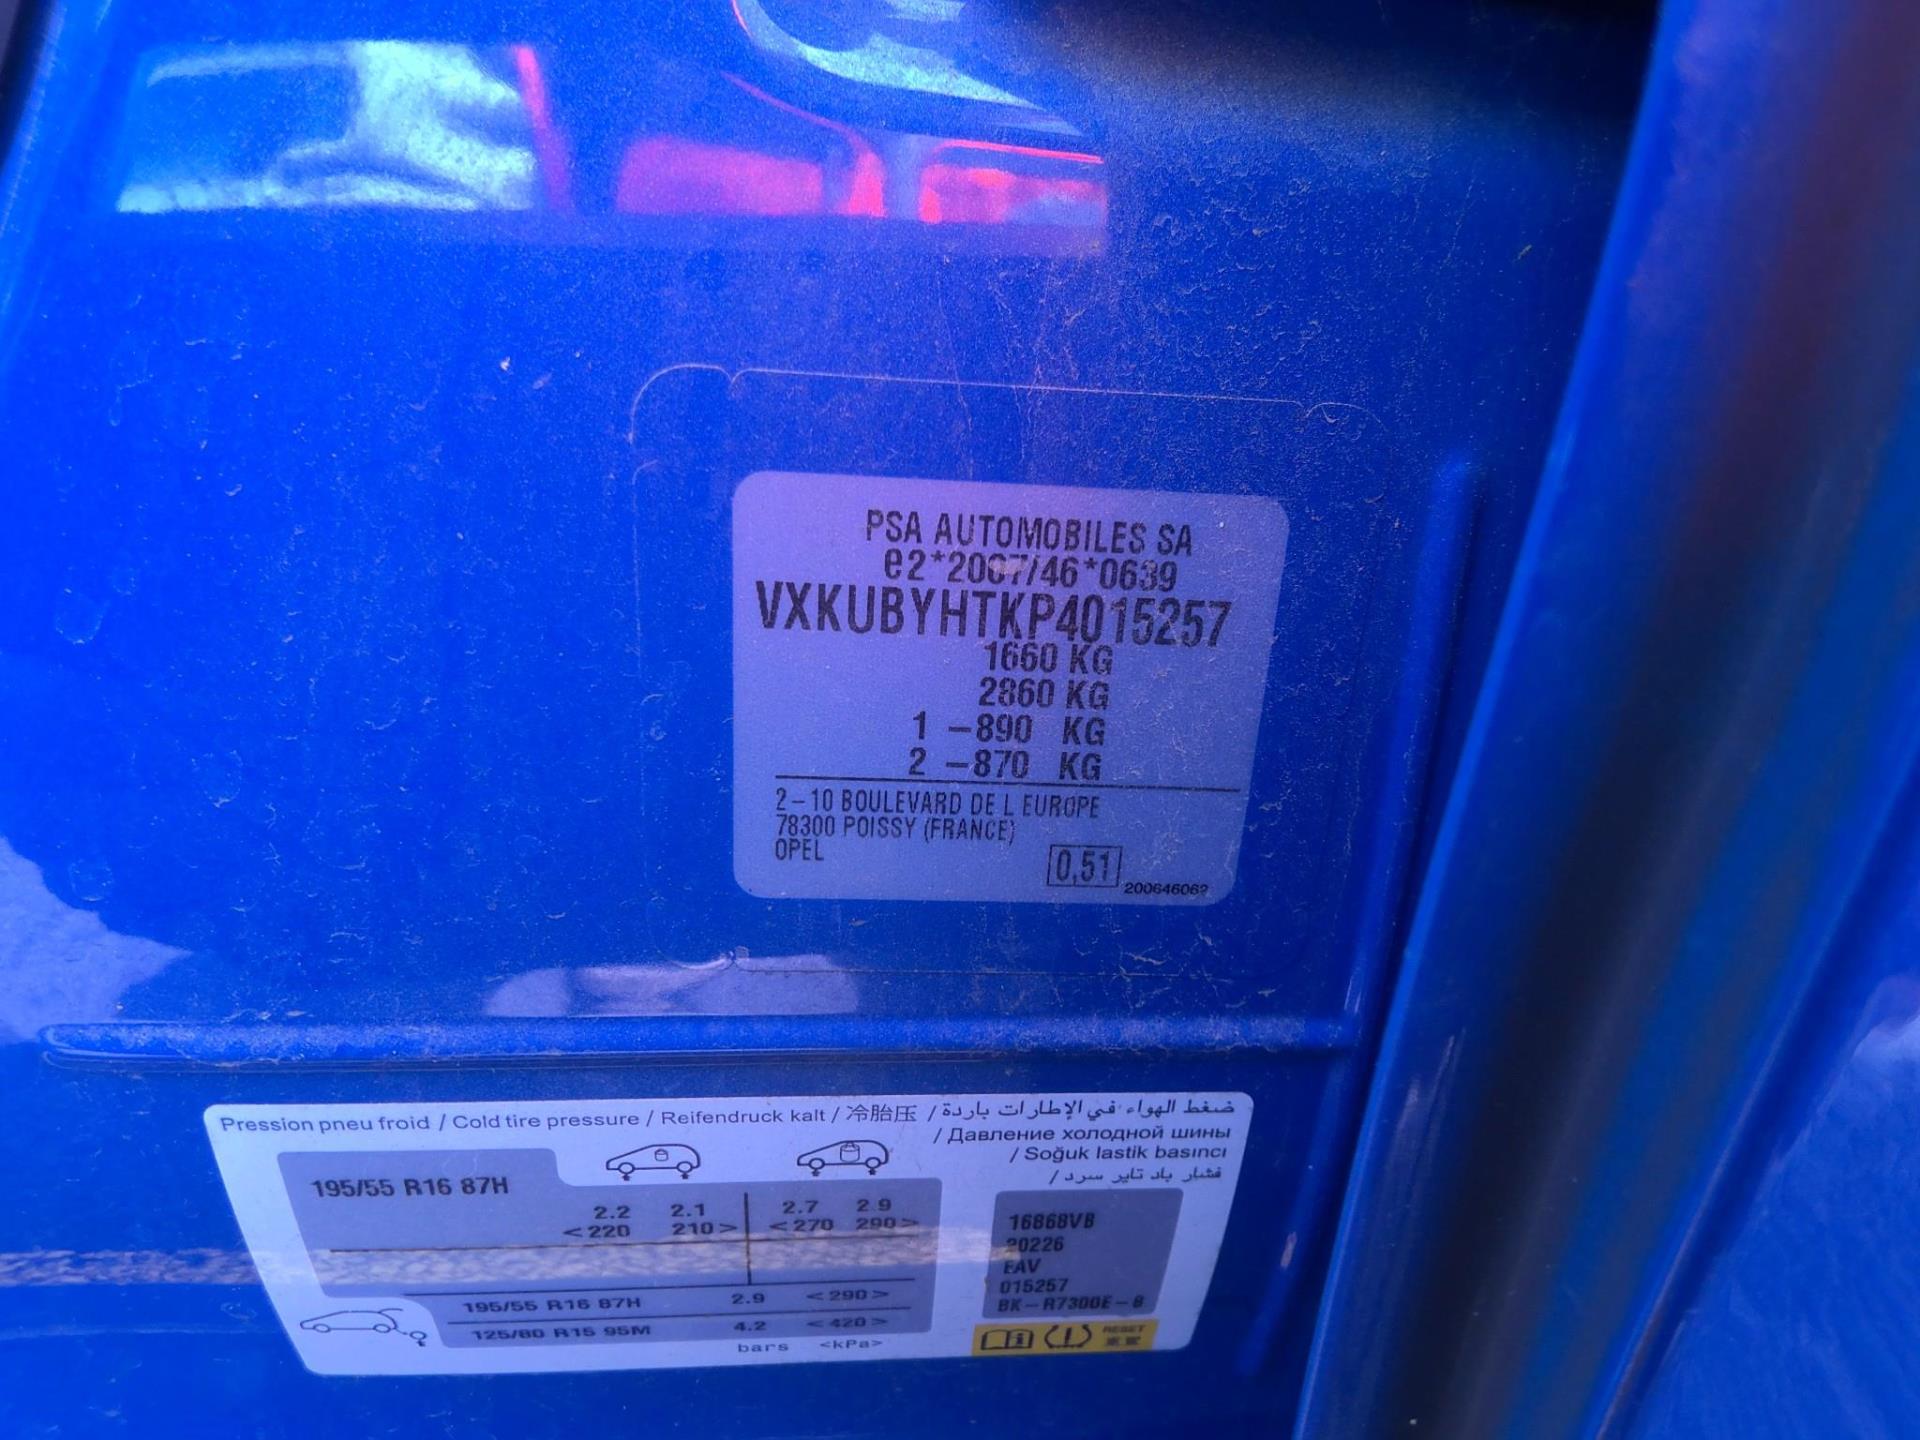 PSA AUTOMOBILES SA
e2*2007/46*0639
VXKUBYHTKP4015257
1660 KG
2860 KG
1 –890 KG
2 –870 KG
2–10 BOULEVARD DE L EUROPE
78300 POISSY (FRANCE)
OPEL
0,51
200646062
Pression pneu froid / Cold tire pressure / Reifendruck kalt / 冷胎压 / ضغط الهواء في الإطارات باردة
/ Давление холодной шины
/ Soğuk lastik basıncı
/ فشار باد تایر سرد
195/55 R16 87H
2.2 2.1 2.7 2.9
<220 210> <270 290>
195/55 R16 87H 2.9 <290>
125/80 R15 95M 4.2 <420>
bars <kPa>
16868VB
20226
EAV
015257
BK–R7300E–B
RESET